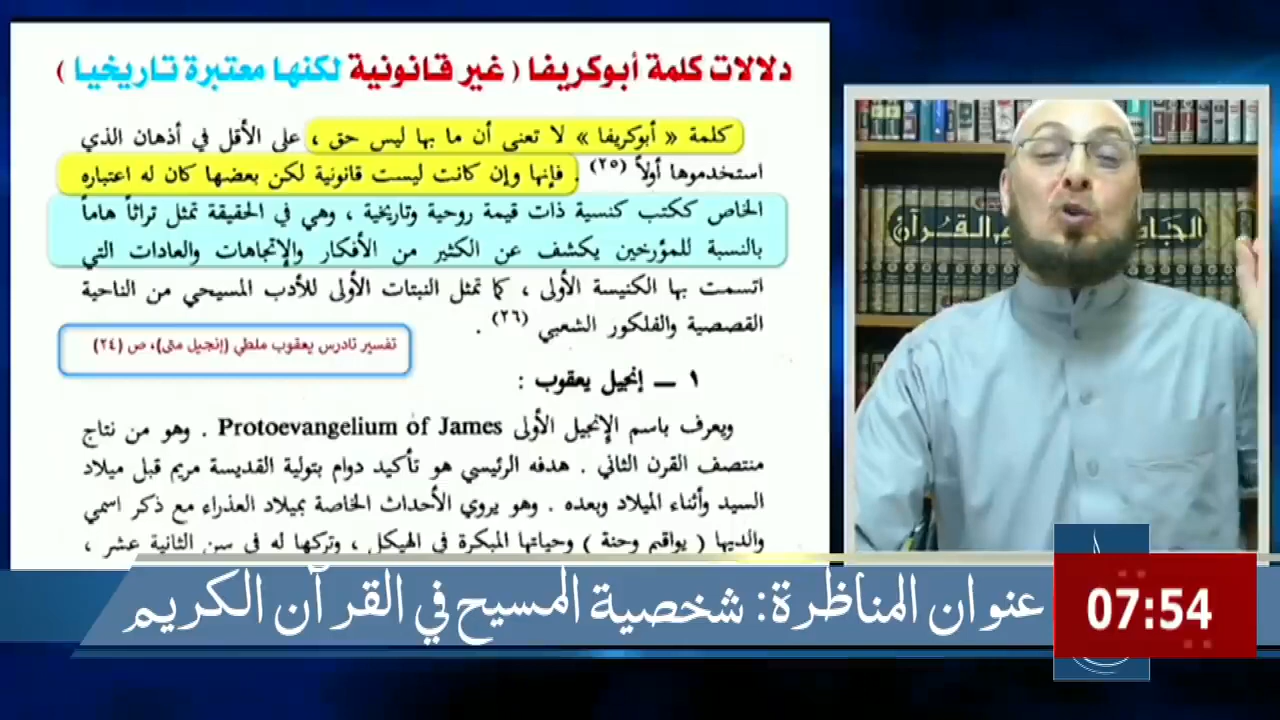 دلالات كلمة أبوكريفا ( غير قانونية لكنها معتبرة تاريخيا )
كلمة « أبوكريفا » لا تعنى أن ما بها ليس حق ، على الأقل في أذهان الذي
استخدموها أولاً (٢٥) . فإنها وإن كانت ليست قانونية لكن بعضها كان له اعتباره
الخاص ككتب كنسية ذات قيمة روحية وتاريخية ، وهي في الحقيقة تمثل تراثاً هاماً
بالنسبة للمؤرخين يكشف عن الكثير من الأفكار والإتجاهات والعادات التي
اتسمت بها الكنيسة الأولى ، كما تمثل النبتات الأولى للأدب المسيحي من الناحية
القصصية والفلكور الشعبي (٢٦) .
تفسير تادرس يعقوب ملطي (إنجيل متى)، ص (٢٤)
١ ــ إنجيل يعقوب :
ويعرف باسم الإنجيل الأولى Protoevangelium of James . وهو من نتاج
منتصف القرن الثاني . هدفه الرئيسي هو تأكيد دوام بتولية القديسة مريم قبل ميلاد
السيد وأثناء الميلاد وبعده . وهو يروي الأحداث الخاصة بميلاد العذراء مع ذكر اسمي
والديها ( يواقيم وحنة ) وحياتها المبكرة في الهيكل ، وتركها له في سن الثانية عشر ،
القرآن
عنوان المناظرة: شخصية المسيح في القرآن الكريم
07:54